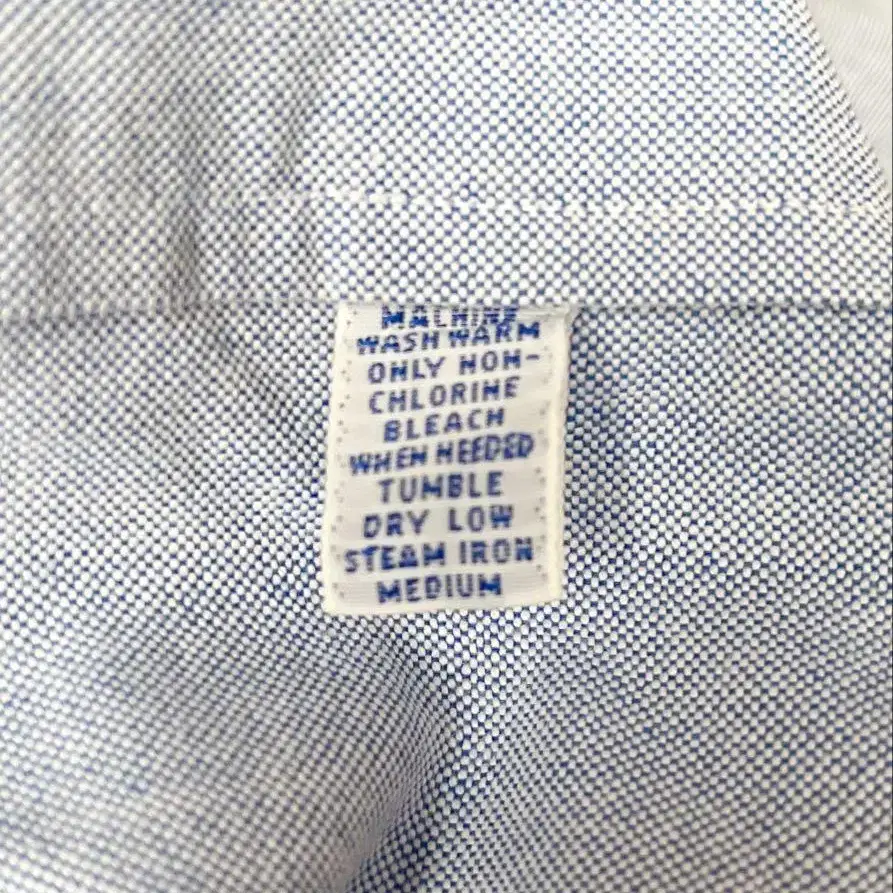 MACHINE
WASH WARM
ONLY NON-
CHLORINE
BLEACH
WHEN NEEDED
TUMBLE
DRY LOW
STEAM IRON
MEDIUM